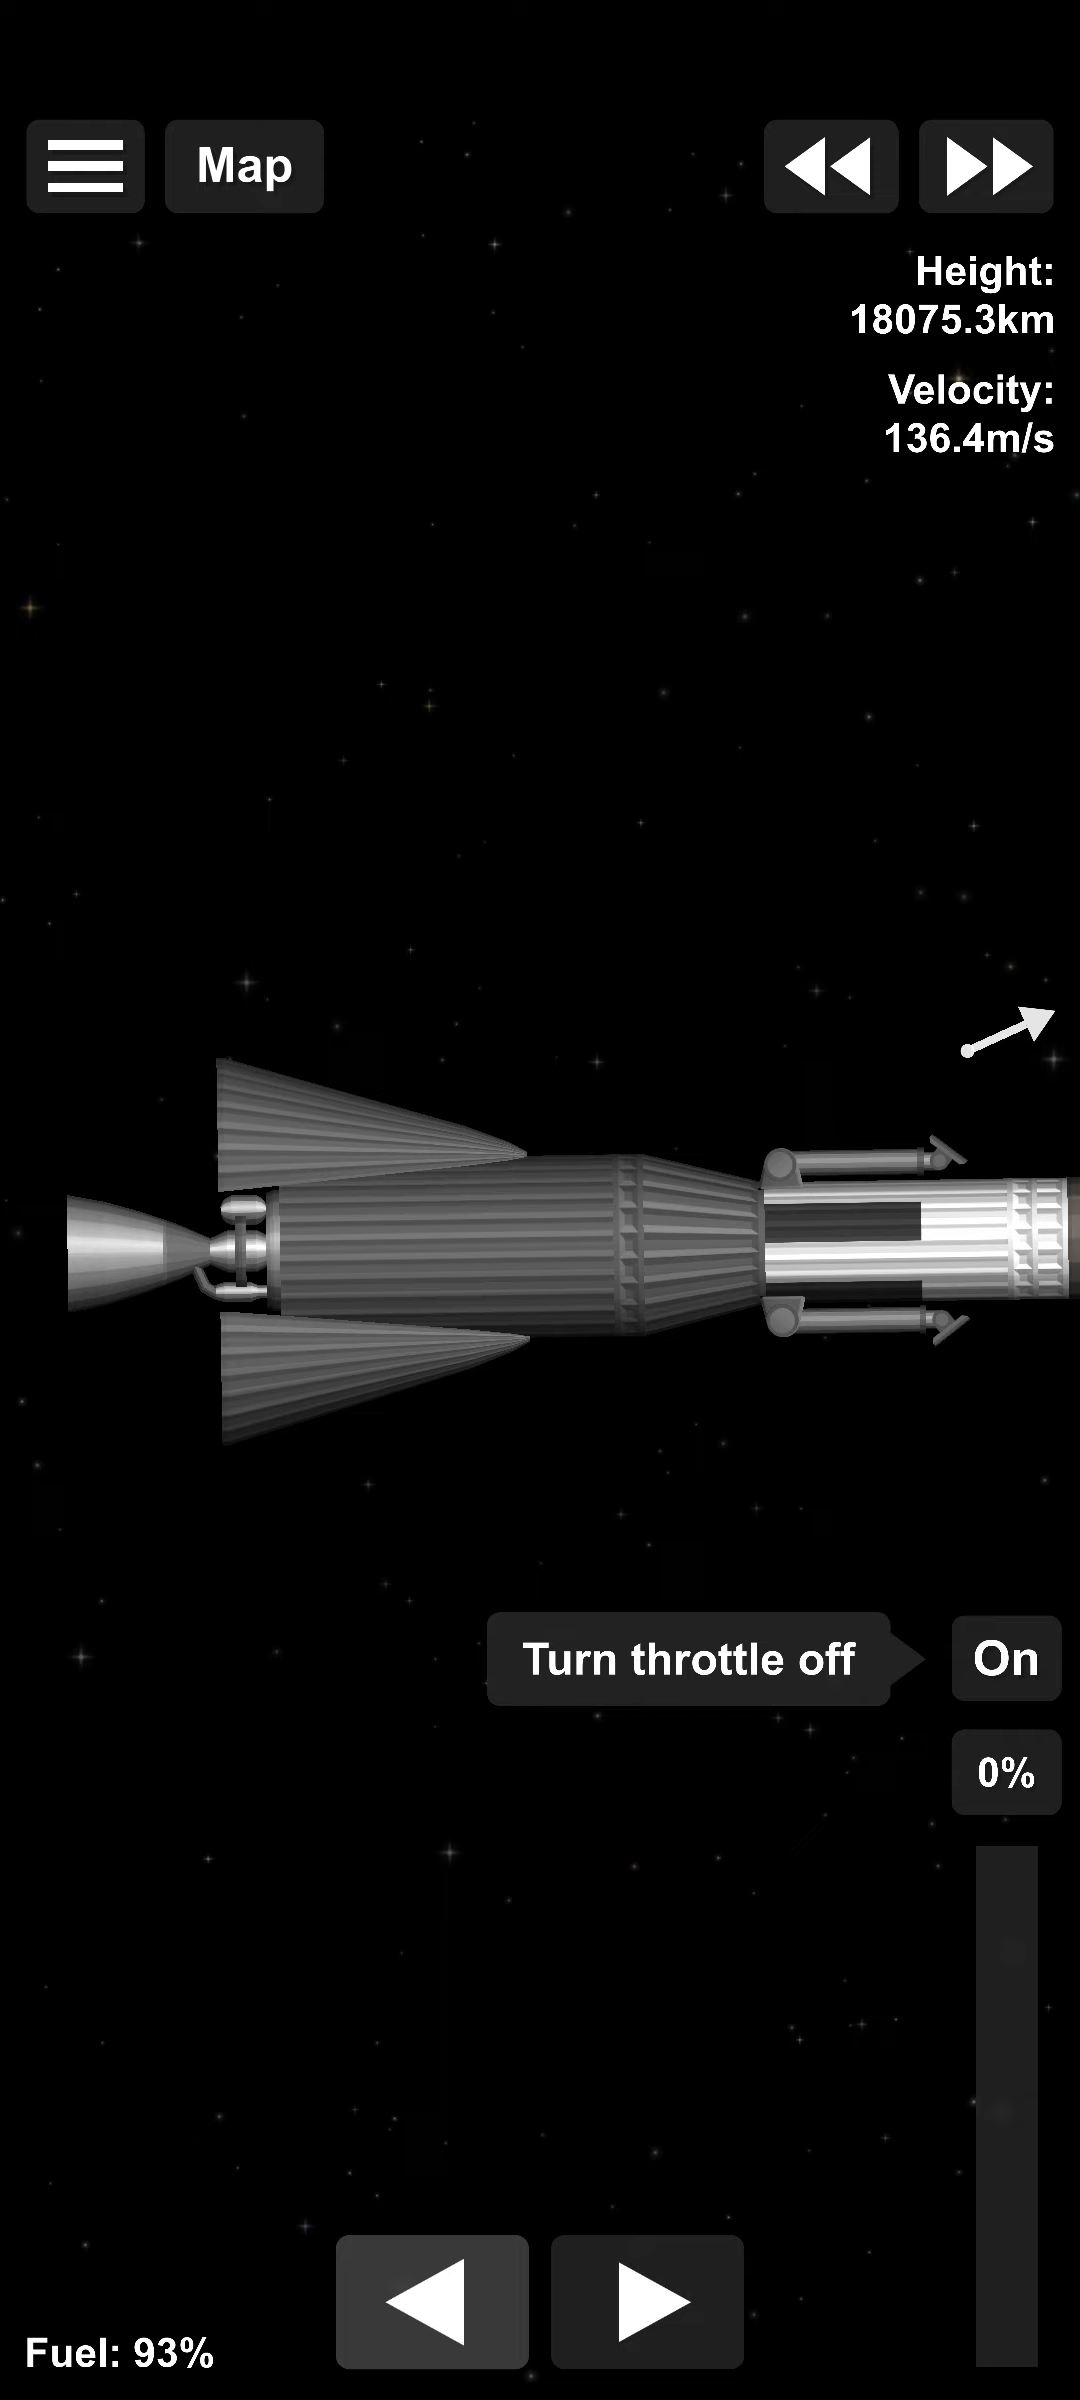 Map
Height:
18075.3km
Velocity:
136.4m/s
Turn throttle off
On
0%
Fuel: 93%